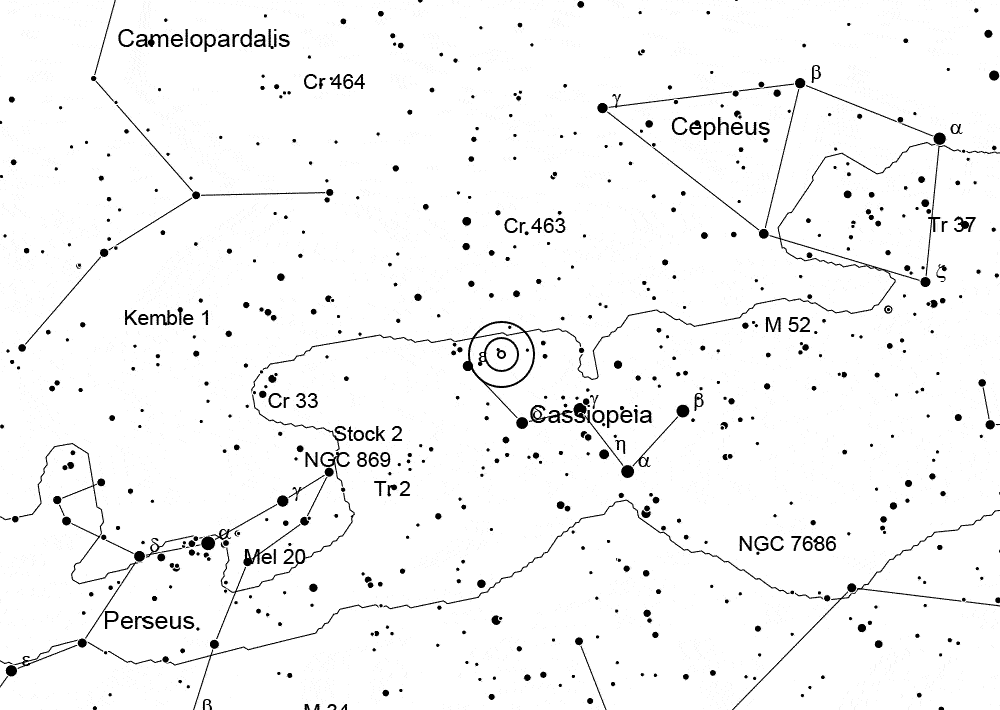 Camelopardalis
Cr 464
γ
β
Cepheus
α
Cr 463
Tr 37
ζ
Kemble 1
M 52
ε
Cr 33
γ
β
Cassiopeia
Stock 2
η
NGC 869
α
Tr 2
γ
α
δ
Mel 20
NGC 7686
Perseus
ε
β
M 34